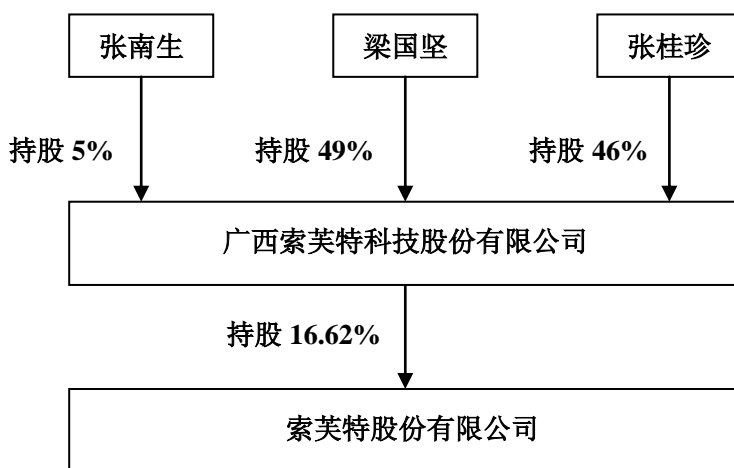 张南生
梁国坚
张桂珍
持股 5%
持股 49%
持股 46%
广西索芙特科技股份有限公司
持股 16.62%
索芙特股份有限公司